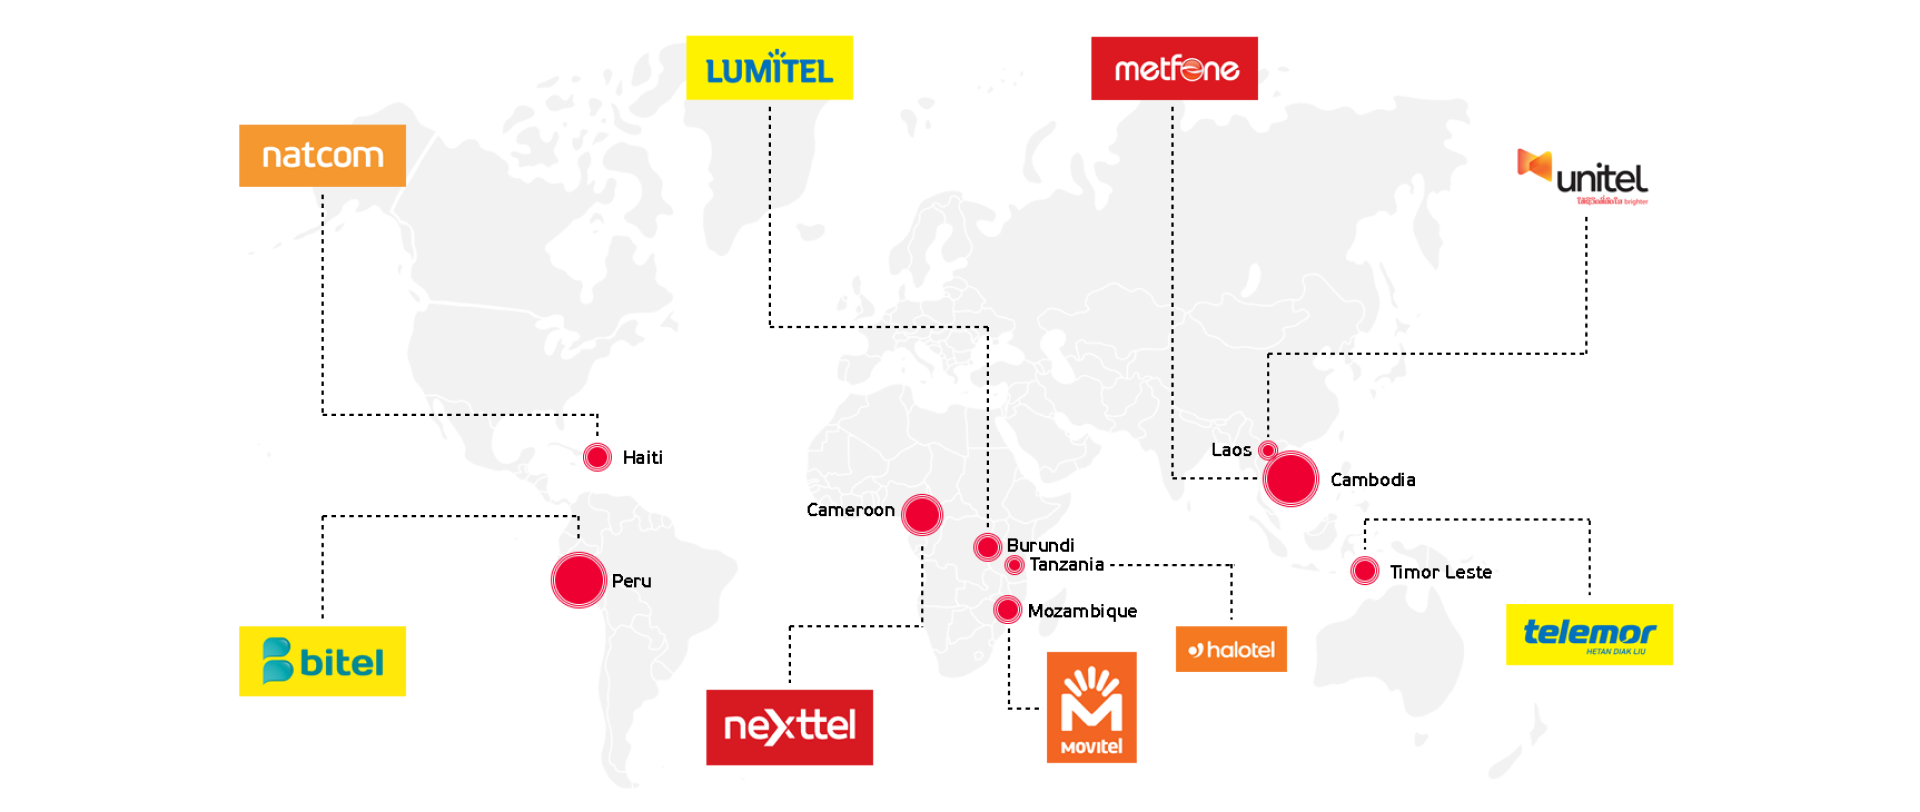 LUMITEL
metfone
natcom
unitel
brighter
Laos
Haiti
Cambodia
Cameroon
Burundi
Tanzania
Timor Leste
Peru
Mozambique
telemor
HETAN DIAK LIU
halotel
bitel
nexttel
MOVITEL